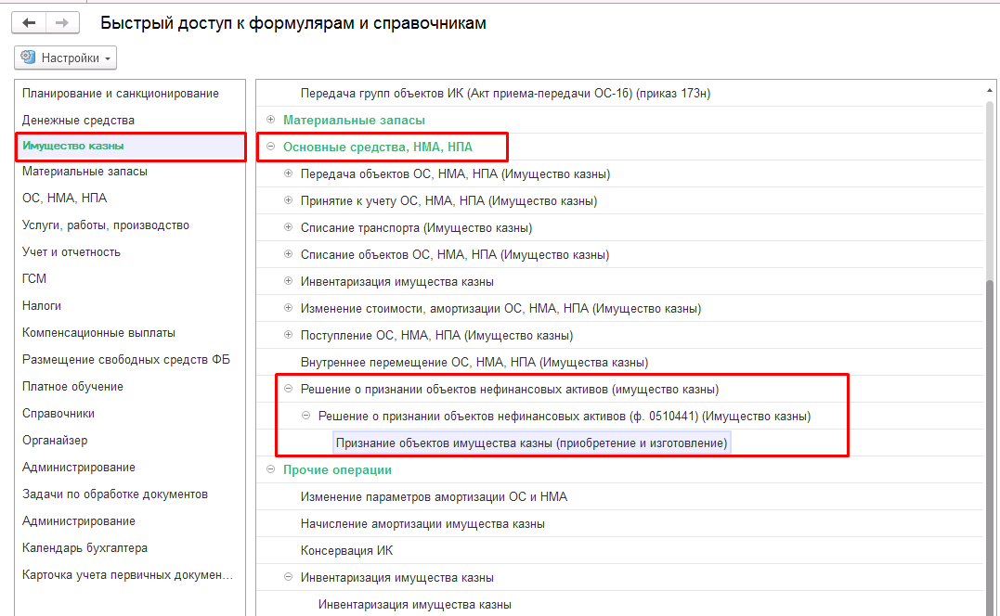 Быстрый доступ к формулярам и справочникам
Настройки
Планирование и санкционирование
Денежные средства
Имущество казны
Материальные запасы
ОС, НМА, НПА
Услуги, работы, производство
Учет и отчетность
ГСМ
Налоги
Компенсационные выплаты
Размещение свободных средств ФБ
Платное обучение
Справочники
Органайзер
Администрирование
Задачи по обработке документов
Администрирование
Календарь бухгалтера
Карточка учета первичных докумен...
Передача групп объектов ИК (Акт приема-передачи ОС-1б) (приказ 173н)
Материальные запасы
Основные средства, НМА, НПА
Передача объектов ОС, НМА, НПА (Имущество казны)
Принятие к учету ОС, НМА, НПА (Имущество казны)
Списание транспорта (Имущество казны)
Списание объектов ОС, НМА, НПА (Имущество казны)
Инвентаризация имущества казны
Изменение стоимости, амортизации ОС, НМА, НПА (Имущество казны)
Поступление ОС, НМА, НПА (Имущество казны)
Внутреннее перемещение ОС, НМА, НПА (Имущества казны)
Решение о признании объектов нефинансовых активов (имущество казны)
Решение о признании объектов нефинансовых активов (ф. 0510441) (Имущество казны)
Признание объектов имущества казны (приобретение и изготовление)
Прочие операции
Изменение параметров амортизации ОС и НМА
Начисление амортизации имущества казны
Консервация ИК
Инвентаризация имущества казны
Инвентаризация имущества казны